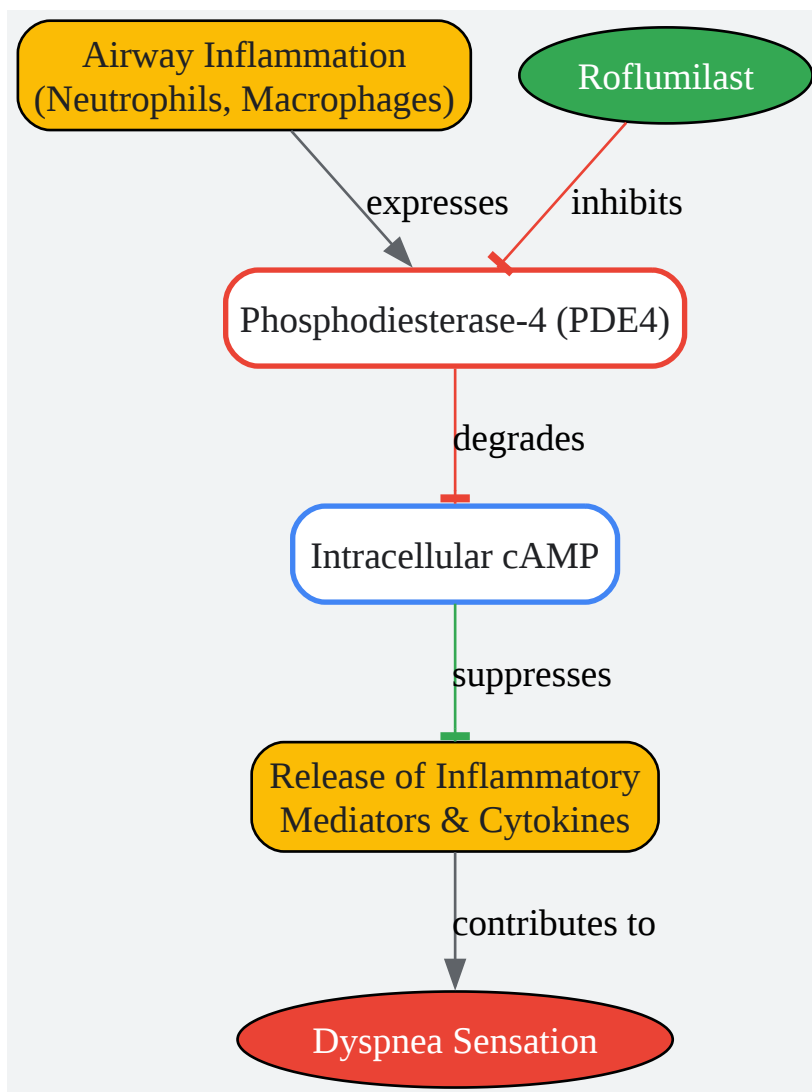 Airway Inflammation
(Neutrophils, Macrophages)
Roflumilast
expresses
inhibits
Phosphodiesterase-4 (PDE4)
degrades
Intracellular cAMP
suppresses
Release of Inflammatory
Mediators & Cytokines
contributes to
Dyspnea Sensation